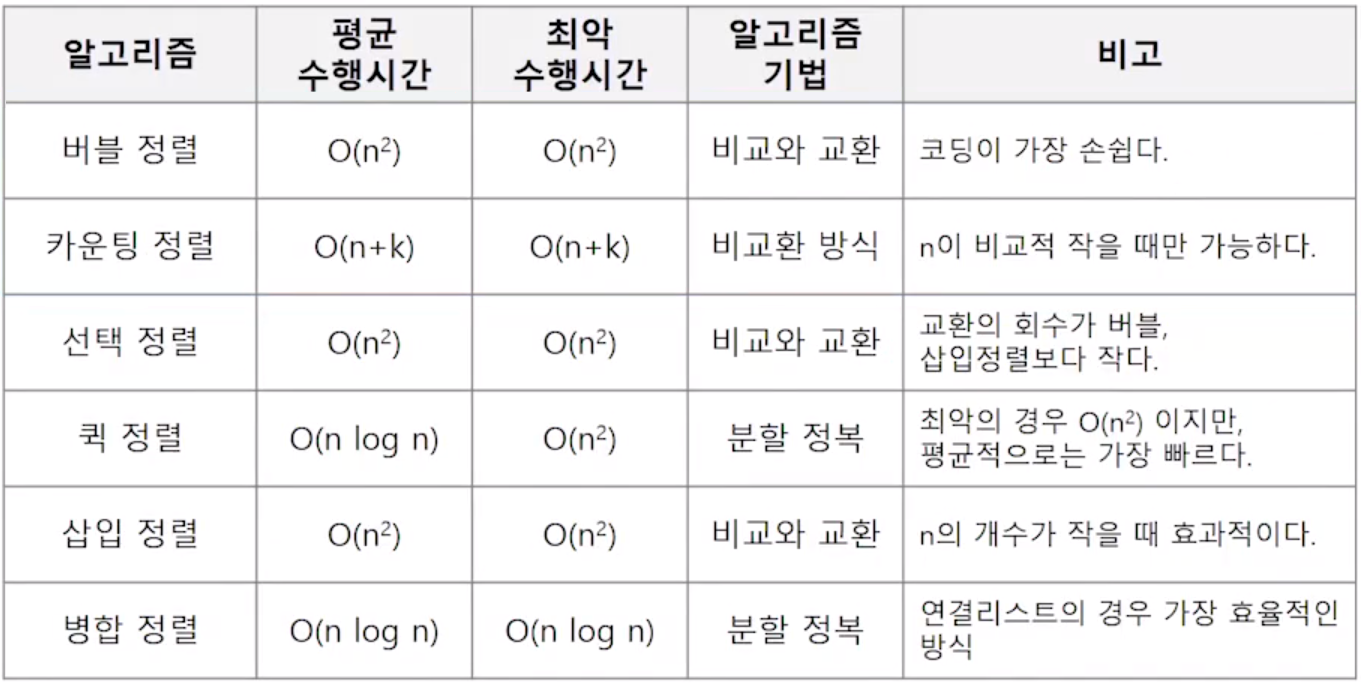 알고리즘 평균 수행시간 최악 수행시간 알고리즘 기법 비고
버블 정렬 O(n²) O(n²) 비교와 교환 코딩이 가장 손쉽다.
카운팅 정렬 O(n+k) O(n+k) 비교환 방식 n이 비교적 작을 때만 가능하다.
선택 정렬 O(n²) O(n²) 비교와 교환 교환의 회수가 버블,
삽입정렬보다 작다.
퀵 정렬 O(n log n) O(n²) 분할 정복 최악의 경우 O(n²) 이지만,
평균적으로는 가장 빠르다.
삽입 정렬 O(n²) O(n²) 비교와 교환 n의 개수가 작을 때 효과적이다.
병합 정렬 O(n log n) O(n log n) 분할 정복 연결리스트의 경우 가장 효율적인
방식